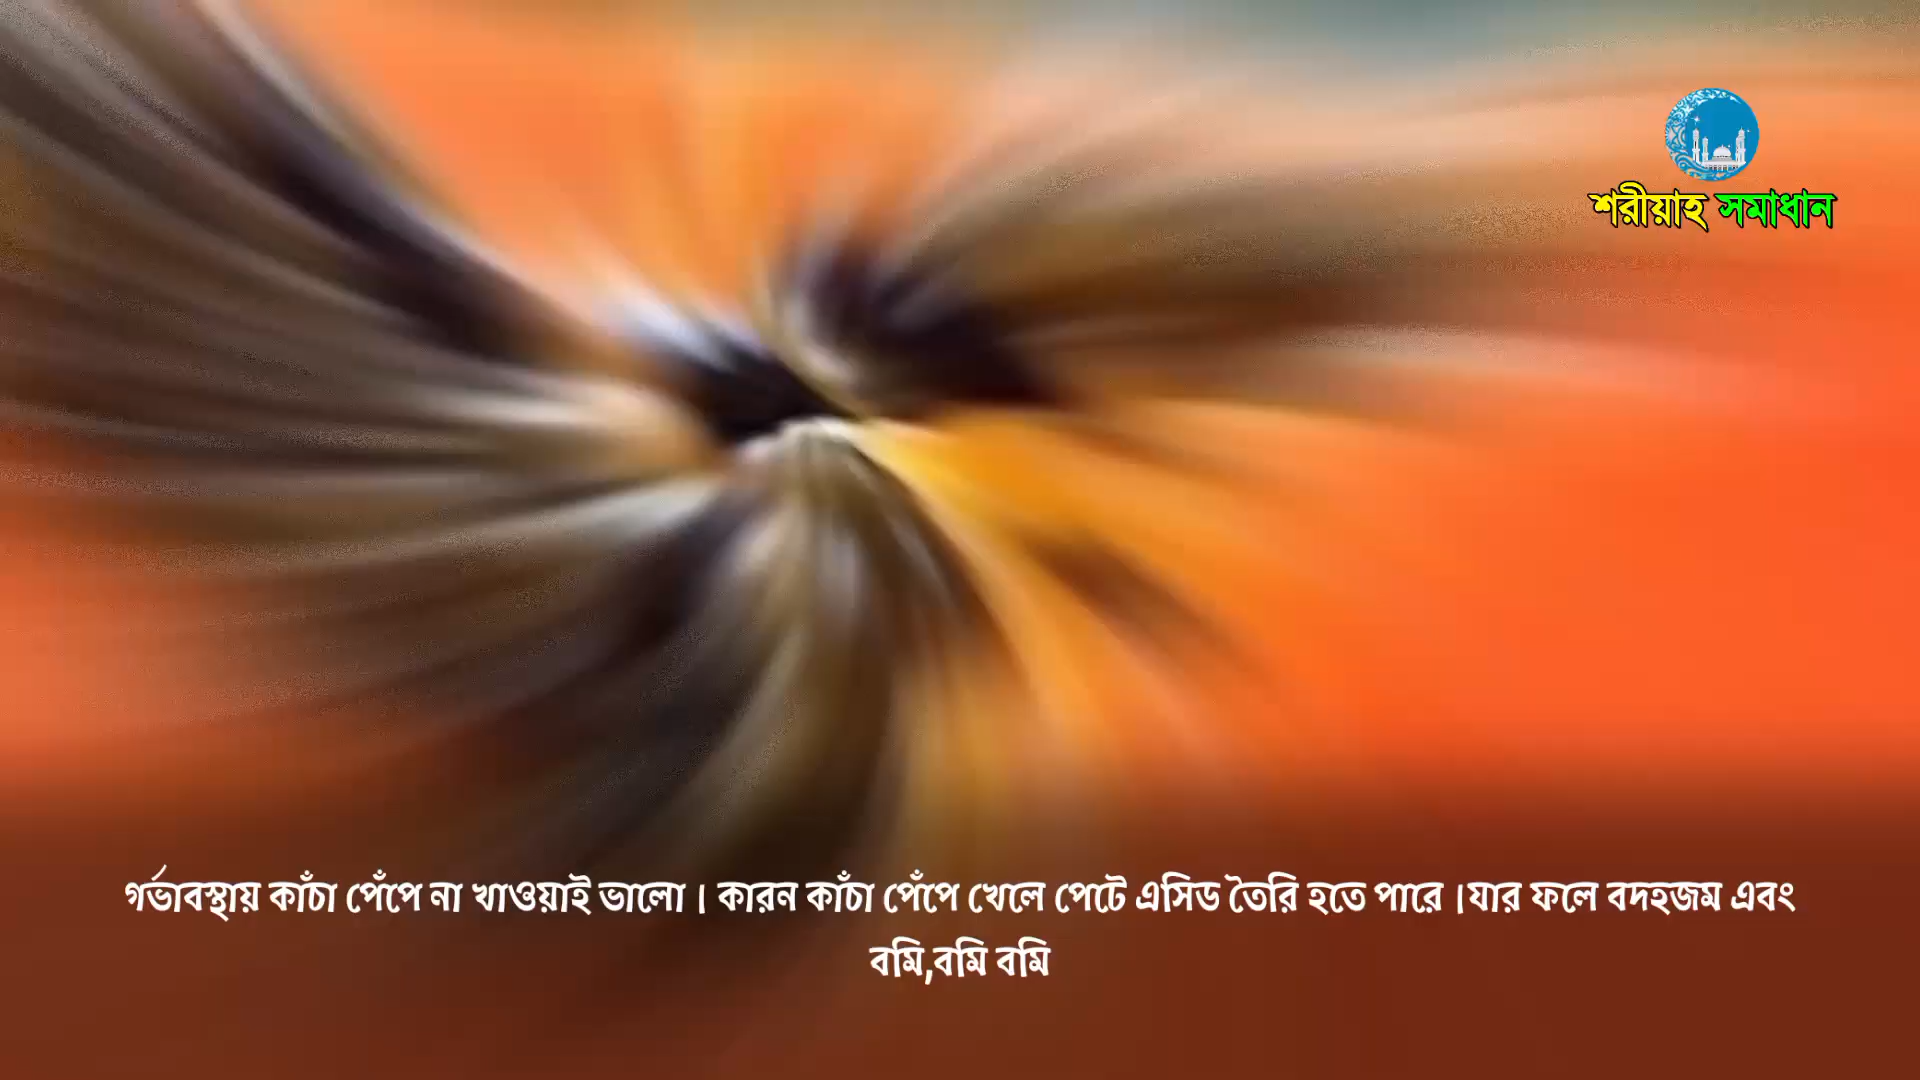 শরীয়াহ সমাধান
গর্ভাবস্থায় কাঁচা পেঁপে না খাওয়াই ভালো । কারন কাঁচা পেঁপে খেলে পেটে এসিড তৈরি হতে পারে ।যার ফলে বদহজম এবং
বমি,বমি বমি